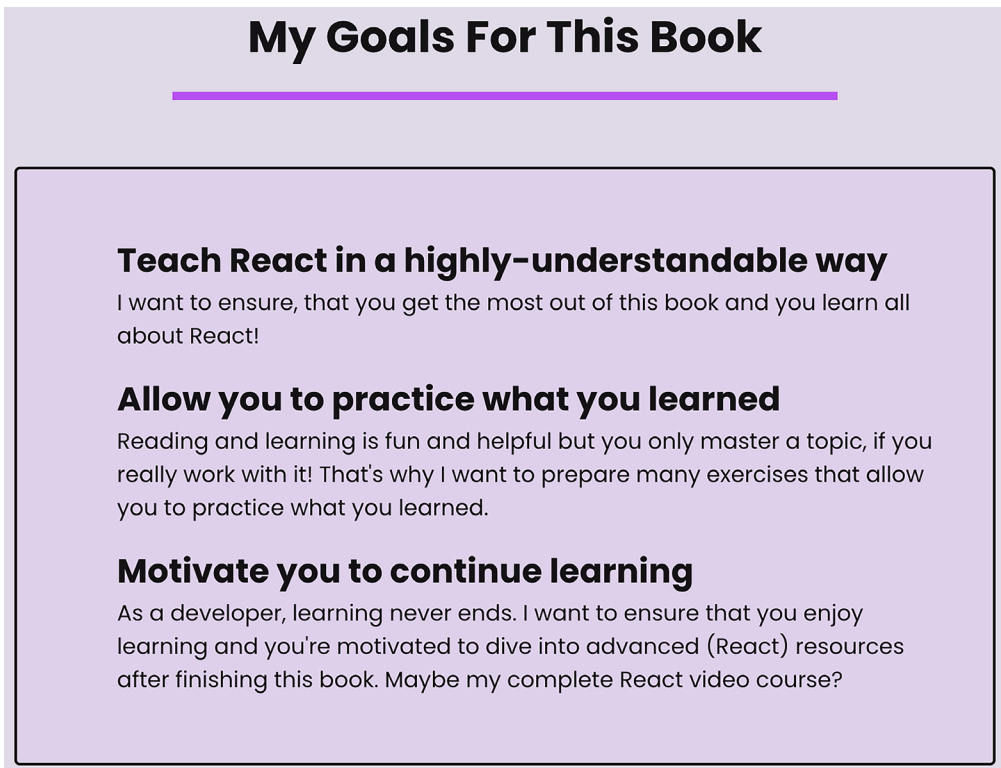 My Goals For This Book
Teach React in a highly-understandable way
I want to ensure, that you get the most out of this book and you learn all
about React!
Allow you to practice what you learned
Reading and learning is fun and helpful but you only master a topic, if you
really work with it! That's why I want to prepare many exercises that allow
you to practice what you learned.
Motivate you to continue learning
As a developer, learning never ends. I want to ensure that you enjoy
learning and you're motivated to dive into advanced (React) resources
after finishing this book. Maybe my complete React video course?